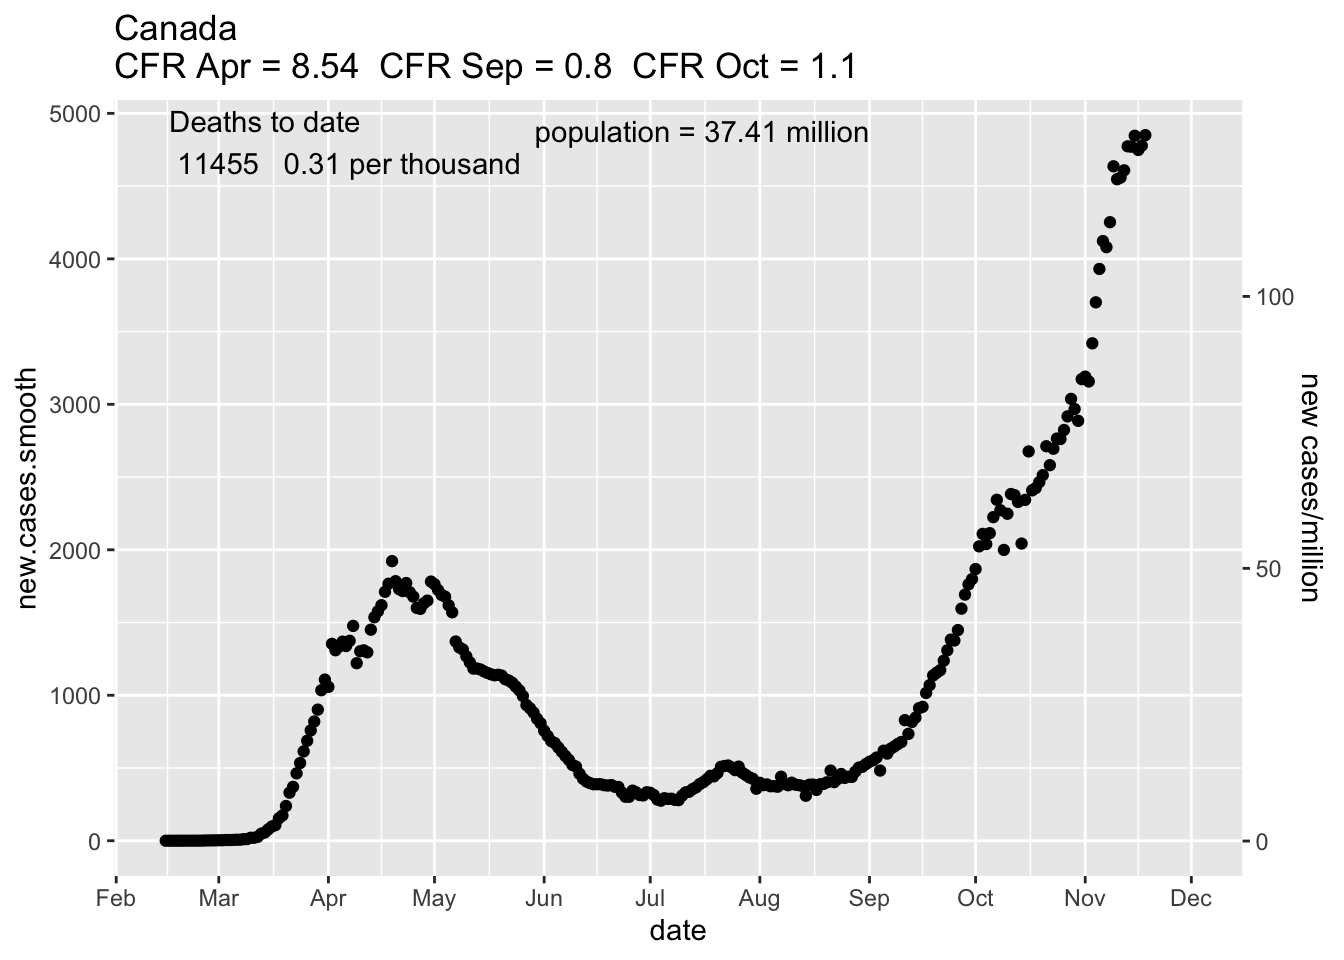 Canada
CFR Apr = 8.54  CFR Sep = 0.8  CFR Oct = 1.1
Deaths to date
11455   0.31 per thousand
population = 37.41 million
new.cases.smooth
5000
4000
3000
2000
1000
0
100
50
0
new cases/million
Feb Mar Apr May Jun Jul Aug Sep Oct Nov Dec
date